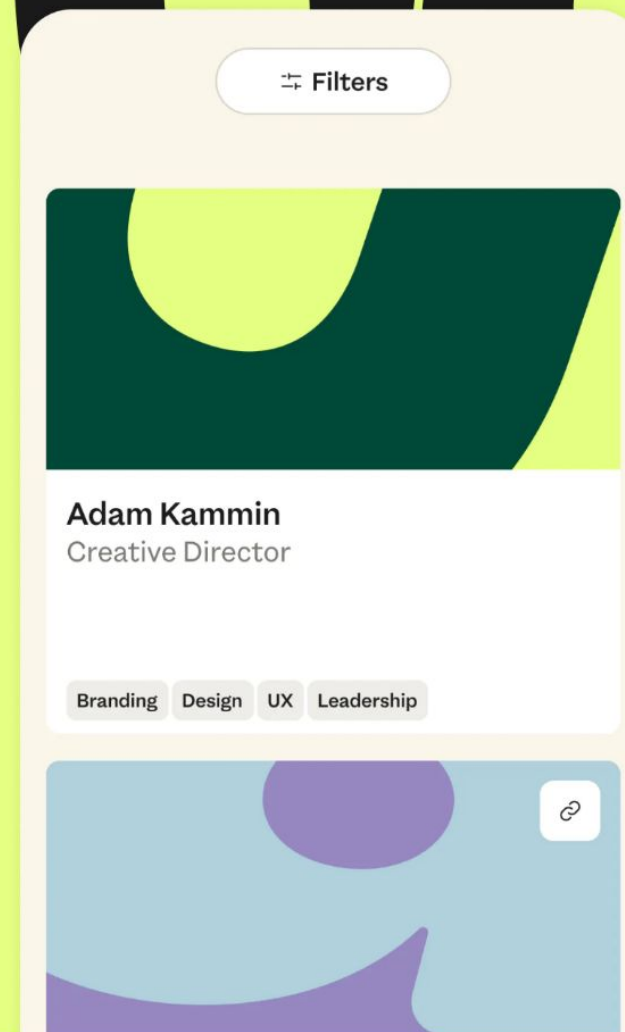 Filters
Adam Kammin
Creative Director
Branding Design UX Leadership